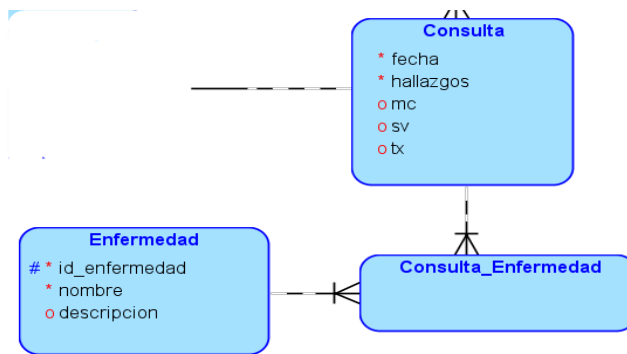 Consulta
* fecha
* hallazgos
o mc
o sv
o tx
Enfermedad
# * id_enfermedad
* nombre
o descripcion
Consulta_Enfermedad